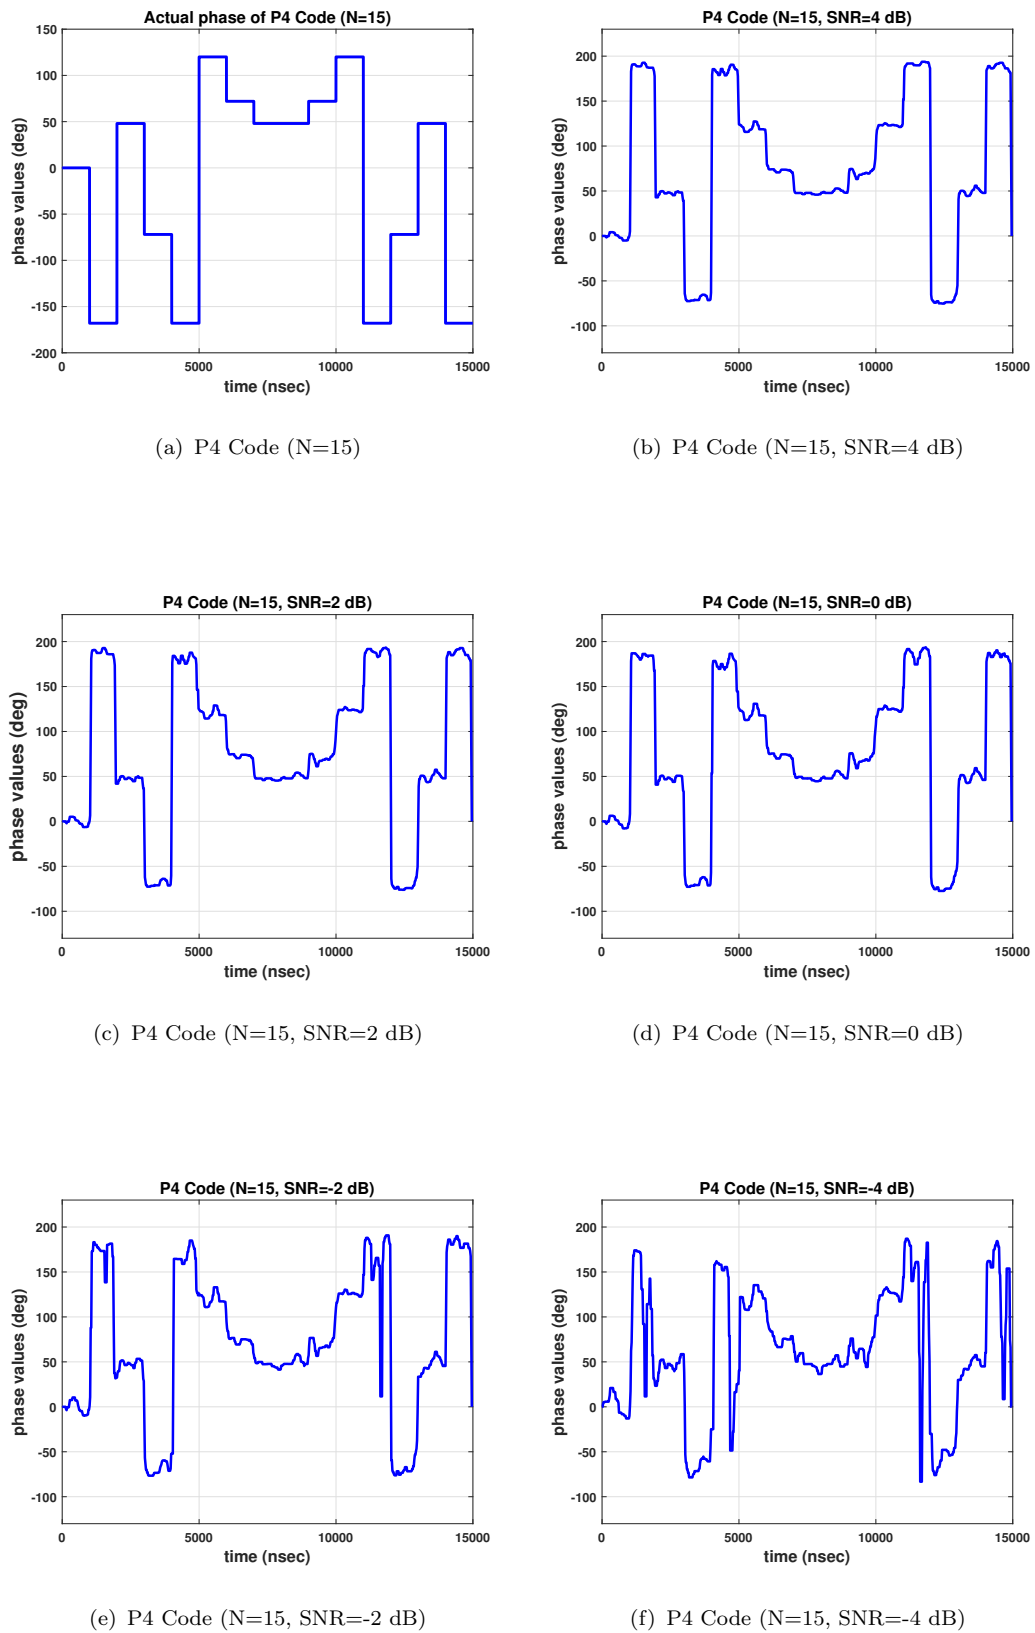 Actual phase of P4 Code (N=15)
150
100
50
0
-50
-100
-150
-200
phase values (deg)
0 5000 10000 15000
time (nsec)
(a) P4 Code (N=15)
P4 Code (N=15, SNR=4 dB)
200
150
100
50
0
-50
-100
phase values (deg)
0 5000 10000 15000
time (nsec)
(b) P4 Code (N=15, SNR=4 dB)
P4 Code (N=15, SNR=2 dB)
200
150
100
50
0
-50
-100
phase values (deg)
0 5000 10000 15000
time (nsec)
(c) P4 Code (N=15, SNR=2 dB)
P4 Code (N=15, SNR=0 dB)
200
150
100
50
0
-50
-100
phase values (deg)
0 5000 10000 15000
time (nsec)
(d) P4 Code (N=15, SNR=0 dB)
P4 Code (N=15, SNR=-2 dB)
200
150
100
50
0
-50
-100
phase values (deg)
0 5000 10000 15000
time (nsec)
(e) P4 Code (N=15, SNR=-2 dB)
P4 Code (N=15, SNR=-4 dB)
200
150
100
50
0
-50
-100
phase values (deg)
0 5000 10000 15000
time (nsec)
(f) P4 Code (N=15, SNR=-4 dB)